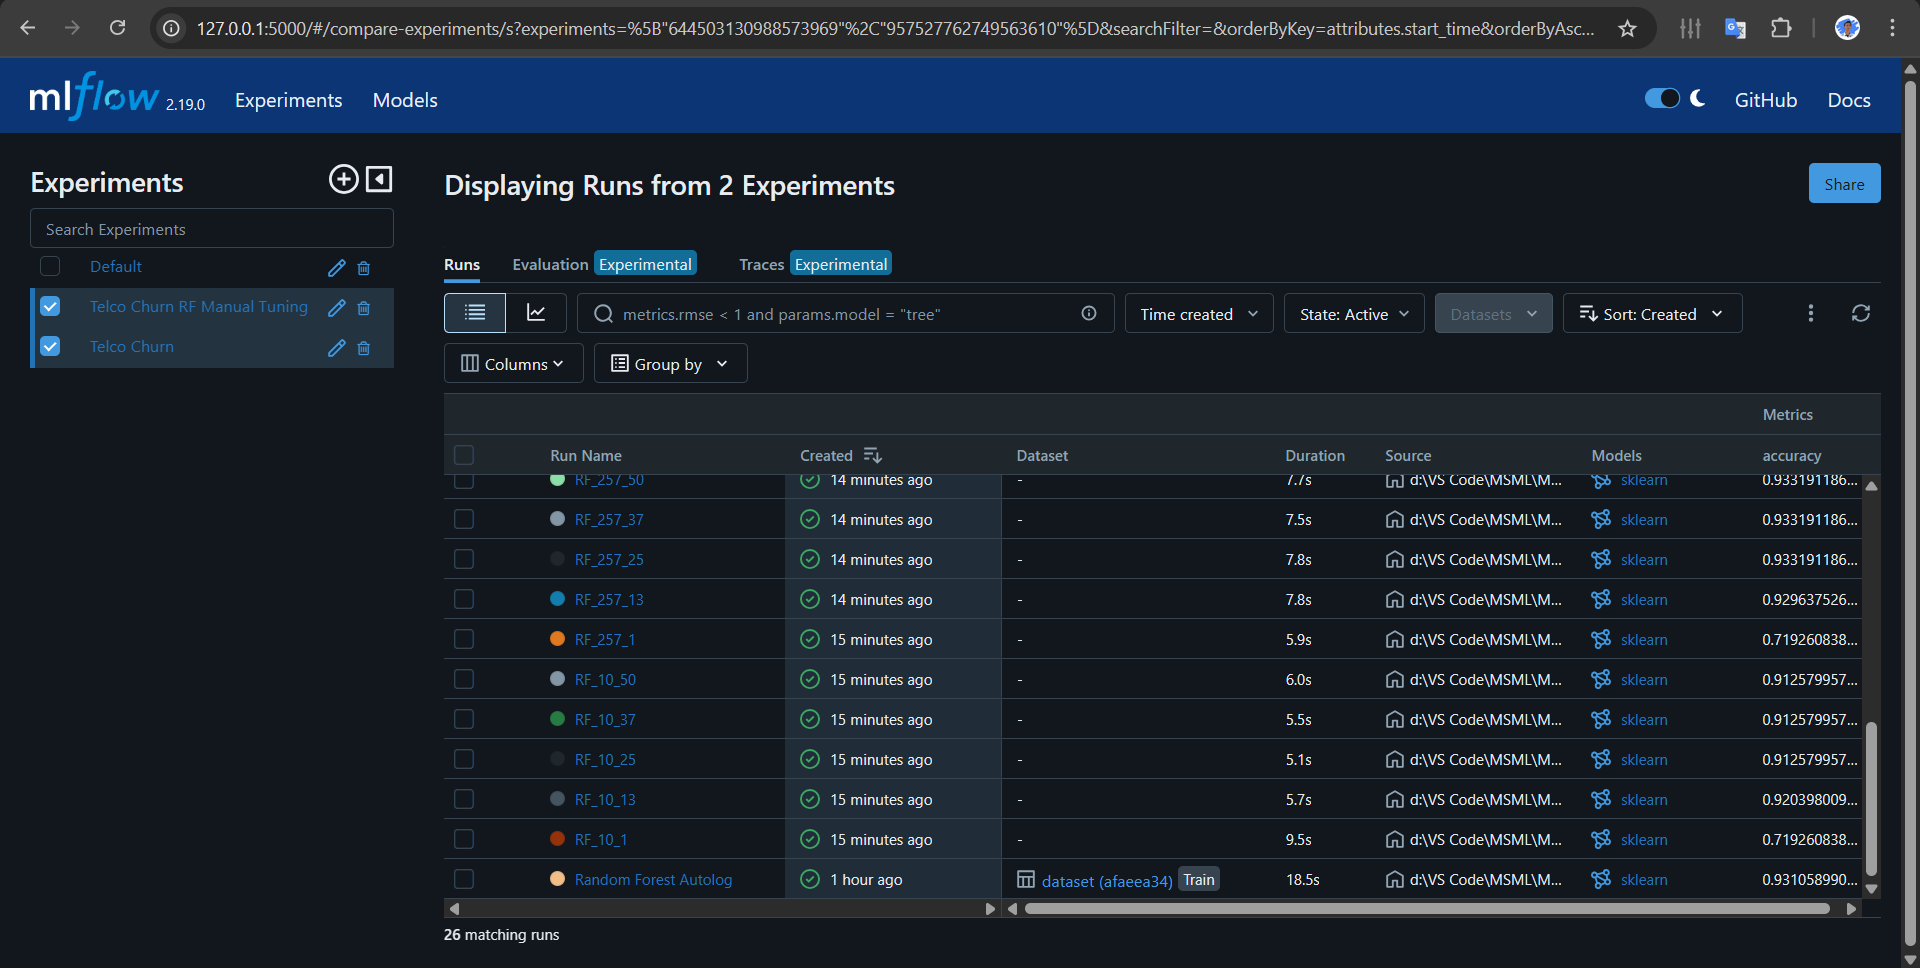 127.0.0.1:5000/#/compare-experiments/s?experiments=%5B"644503130988573969"%2C"957527762749563610"%5D&searchFilter=&orderByKey=attributes.start_time&orderByAsc...
mlflow 2.19.0 Experiments Models GitHub Docs
Experiments
Search Experiments
Default
Telco Churn RF Manual Tuning
Telco Churn
Displaying Runs from 2 Experiments
Share
Runs Evaluation Experimental Traces Experimental
metrics.rmse < 1 and params.model = "tree" Time created State: Active Datasets Sort: Created
Columns Group by
Metrics
Run Name Created Dataset Duration Source Models accuracy
RF_257_50 14 minutes ago - 7.7s d:\VS Code\MSML\M... sklearn 0.933191186...
RF_257_37 14 minutes ago - 7.5s d:\VS Code\MSML\M... sklearn 0.933191186...
RF_257_25 14 minutes ago - 7.8s d:\VS Code\MSML\M... sklearn 0.933191186...
RF_257_13 14 minutes ago - 7.8s d:\VS Code\MSML\M... sklearn 0.929637526...
RF_257_1 15 minutes ago - 5.9s d:\VS Code\MSML\M... sklearn 0.719260838...
RF_10_50 15 minutes ago - 6.0s d:\VS Code\MSML\M... sklearn 0.912579957...
RF_10_37 15 minutes ago - 5.5s d:\VS Code\MSML\M... sklearn 0.912579957...
RF_10_25 15 minutes ago - 5.1s d:\VS Code\MSML\M... sklearn 0.912579957...
RF_10_13 15 minutes ago - 5.7s d:\VS Code\MSML\M... sklearn 0.920398009...
RF_10_1 15 minutes ago - 9.5s d:\VS Code\MSML\M... sklearn 0.719260838...
Random Forest Autolog 1 hour ago dataset (afaeea34) Train 18.5s d:\VS Code\MSML\M... sklearn 0.931058990...
26 matching runs